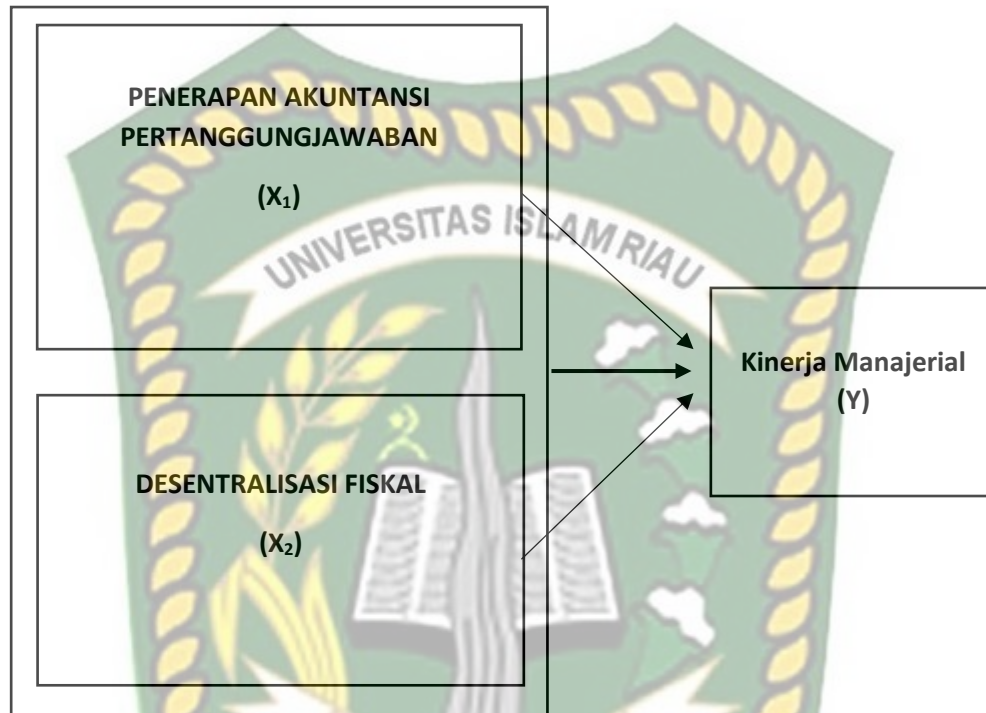 PENERAPAN AKUNTANSI
PERTANGGUNGJAWABAN
(X₁)
UNIVERSITAS ISLAM RIAU
DESENTRALISASI FISKAL
(X₂)
Kinerja Manajerial
(Y)